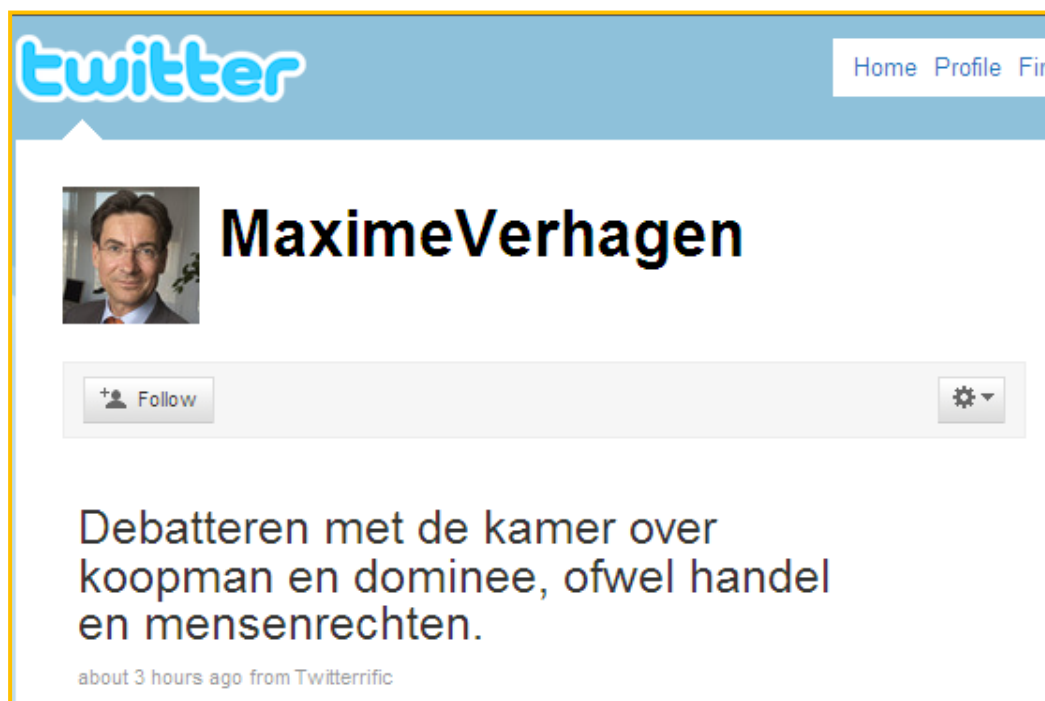 twitter
Home Profile Fin
MaximeVerhagen
Follow
Debatteren met de kamer over
koopman en dominee, ofwel handel
en mensenrechten.
about 3 hours ago from Twitterrific